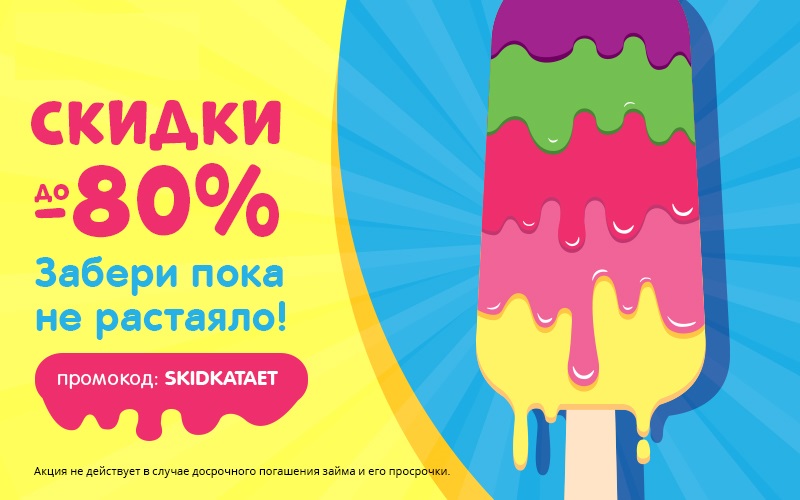 СКИДКИ
до –80%
Забери пока
не растаяло!
промокод: SKIDKATAET
Акция не действует в случае досрочного погашения займа и его просрочки.